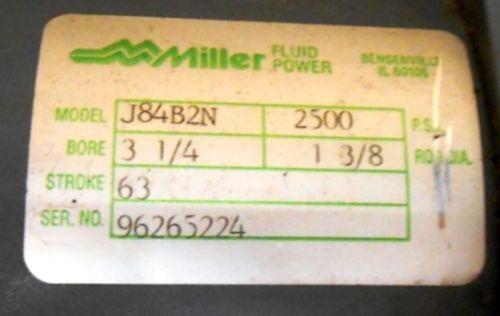 Miller FLUID POWER BENSENVILLE IL 60106
MODEL J84B2N 2500 P.S.I.
BORE 3 1/4 1 3/8 ROD DIA.
STROKE 63
SER. NO. 96265224